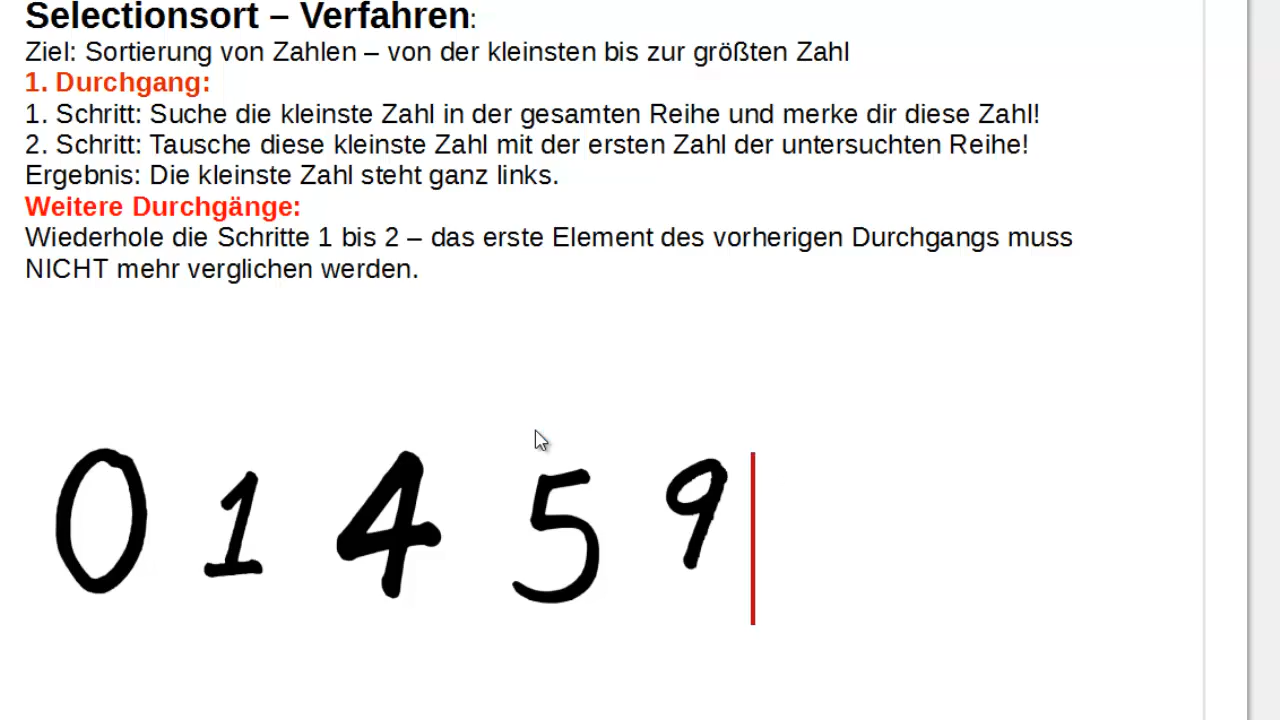 Selectionsort – Verfahren:
Ziel: Sortierung von Zahlen – von der kleinsten bis zur größten Zahl
1. Durchgang:
1. Schritt: Suche die kleinste Zahl in der gesamten Reihe und merke dir diese Zahl!
2. Schritt: Tausche diese kleinste Zahl mit der ersten Zahl der untersuchten Reihe!
Ergebnis: Die kleinste Zahl steht ganz links.
Weitere Durchgänge:
Wiederhole die Schritte 1 bis 2 – das erste Element des vorherigen Durchgangs muss
NICHT mehr verglichen werden.
0 1 4 5 9